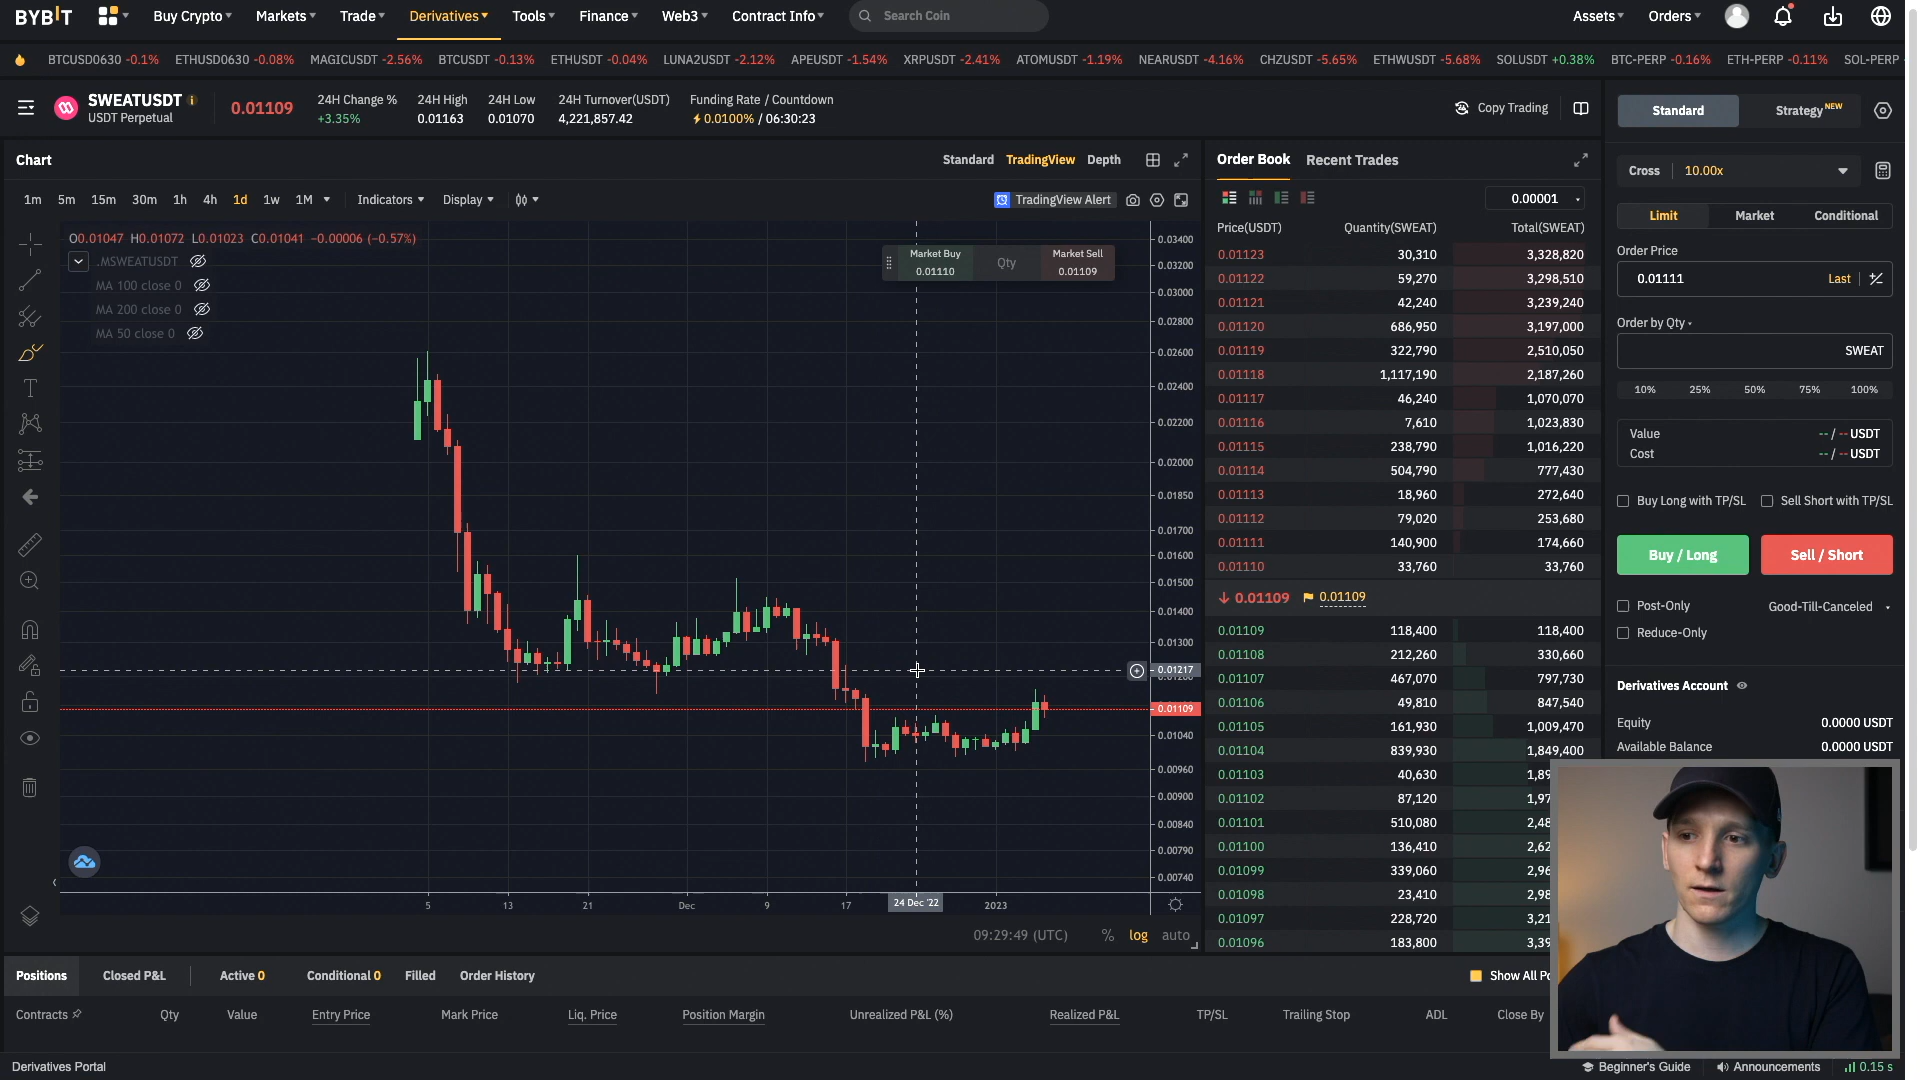 BYBIT Buy Crypto Markets Trade Derivatives Tools Finance Web3 Contract Info Search Coin Assets Orders
BTCUSD0630 -0.1% ETHUSD0630 -0.08% MAGICUSDT -2.56% BTCUSDT -0.13% ETHUSDT -0.04% LUNA2USDT -2.12% APEUSDT -1.54% XRPUSDT -2.41% ATOMUSDT -1.19% NEARUSDT -4.16% CHZUSDT -5.65% ETHWUSDT -5.68% SOLUSDT +0.38% BTC-PERP -0.16% ETH-PERP -0.11% SOL-PERP
SWEATUSDT
USDT Perpetual
0.01109
24H Change %
+3.35%
24H High
0.01163
24H Low
0.01070
24H Turnover(USDT)
4,221,857.42
Funding Rate / Countdown
0.0100% / 06:30:23
Copy Trading
Chart
Standard TradingView Depth
1m 5m 15m 30m 1h 4h 1d 1w 1M Indicators Display TradingView Alert
O0.01047 H0.01072 L0.01023 C0.01041 -0.00006 (-0.57%)
.MSWEATUSDT
MA 100 close 0
MA 200 close 0
MA 50 close 0
Market Buy
0.01110
Qty
Market Sell
0.01109
0.03400
0.03200
0.03000
0.02800
0.02600
0.02400
0.02200
0.02000
0.01850
0.01700
0.01600
0.01500
0.01400
0.01300
0.01217
0.01200
0.01109
0.01040
0.00960
0.00900
0.00840
0.00790
0.00740
5 13 21 Dec 9 17 24 Dec '22 2023
09:29:49 (UTC) % log auto
Order Book Recent Trades
0.00001
Price(USDT) Quantity(SWEAT) Total(SWEAT)
0.01123 30,310 3,328,820
0.01122 59,270 3,298,510
0.01121 42,240 3,239,240
0.01120 686,950 3,197,000
0.01119 322,790 2,510,050
0.01118 1,117,190 2,187,260
0.01117 46,240 1,070,070
0.01116 7,610 1,023,830
0.01115 238,790 1,016,220
0.01114 504,790 777,430
0.01113 18,960 272,640
0.01112 79,020 253,680
0.01111 140,900 174,660
0.01110 33,760 33,760
0.01109 0.01109
0.01109 118,400 118,400
0.01108 212,260 330,660
0.01107 467,070 797,730
0.01106 49,810 847,540
0.01105 161,930 1,009,470
0.01104 839,930 1,849,400
0.01103 40,630 1,89
0.01102 87,120 1,97
0.01101 510,080 2,48
0.01100 136,410 2,62
0.01099 339,060 2,96
0.01098 23,410 2,98
0.01097 228,720 3,21
0.01096 183,800 3,39
Standard Strategy NEW
Cross 10.00x
Limit Market Conditional
Order Price
0.01111 Last
Order by Qty
SWEAT
10% 25% 50% 75% 100%
Value -- / -- USDT
Cost -- / -- USDT
Buy Long with TP/SL Sell Short with TP/SL
Buy / Long Sell / Short
Post-Only Good-Till-Canceled
Reduce-Only
Derivatives Account
Equity 0.0000 USDT
Available Balance 0.0000 USDT
Positions Closed P&L Active 0 Conditional 0 Filled Order History Show All Po
Contracts Qty Value Entry Price Mark Price Liq. Price Position Margin Unrealized P&L (%) Realized P&L TP/SL Trailing Stop ADL Close By
Derivatives Portal Beginner's Guide Announcements 0.15 s